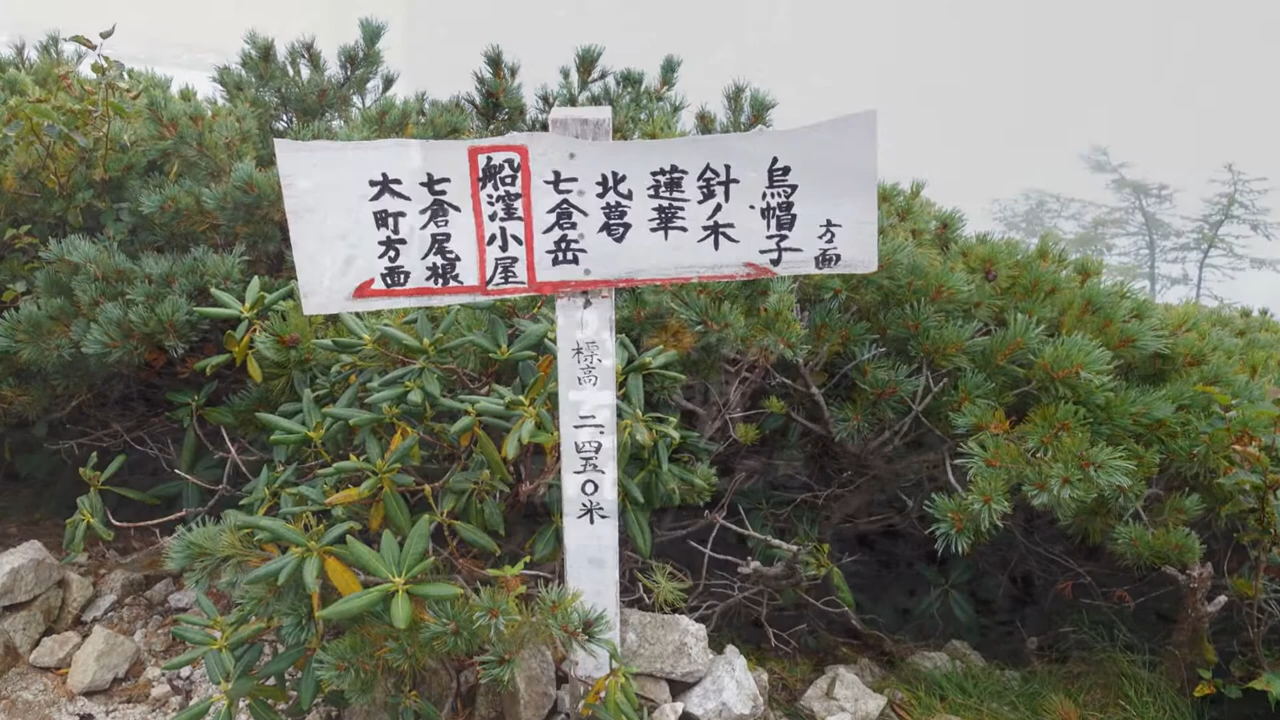 烏帽子
方面
針ノ木
蓮華
北葛
七倉岳
船窪小屋
七倉尾根
大町方面
標高 二.四五〇米